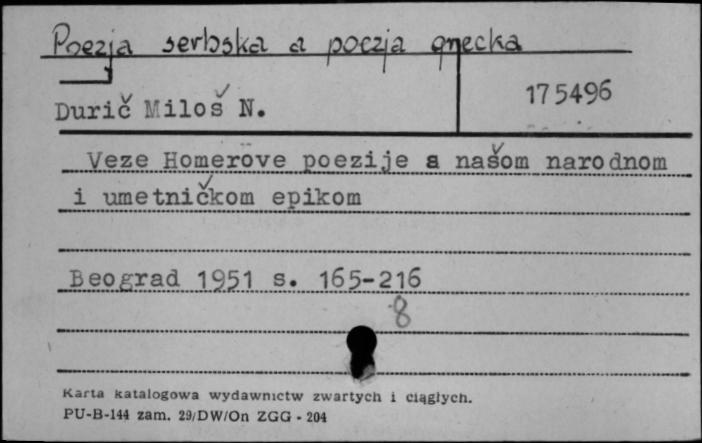 Poezja serbska a poezja grecka
Durič Miloš N.
175496
Veze Homerove poezije a našom narodnom
i umetničkom epikom
Beograd 1951 s. 165-216
8
Karta katalogowa wydawnictw zwartych i ciągłych.
PU-B-144 zam. 29/DW/On ZGG - 204